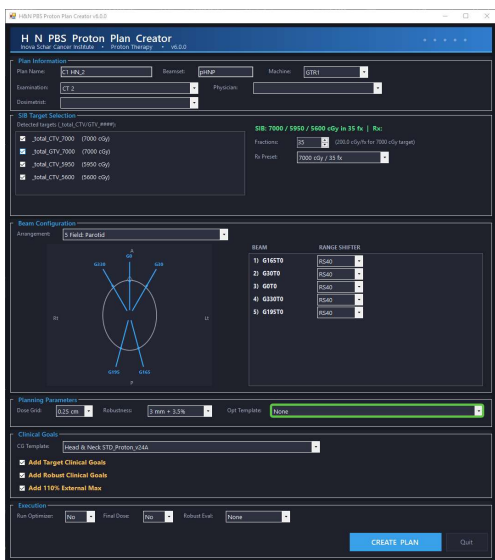 H&N PBS Proton Plan Creator v6.0.0
H N PBS Proton Plan Creator
Inova Schar Cancer Institute • Proton Therapy • v6.0.0
Plan Information
Plan Name: C1 HN_2 Beamset: pHNP Machine: GTR1
Examination: CT 2 Physician:
Dosimetrist:
SIB Target Selection
Detected targets (_total_CTV/GTV_####):
_total_CTV_7000 (7000 cGy)
_total_GTV_7000 (7000 cGy)
_total_CTV_5950 (5950 cGy)
_total_CTV_5600 (5600 cGy)
SIB: 7000 / 5950 / 5600 cGy in 35 fx | Rx:
Fractions: 35 (200.0 cGy/fx for 7000 cGy target)
Rx Preset: 7000 cGy / 35 fx
Beam Configuration
Arrangement: 5 Field: Parotid
A
G0
G330 G30
Rt Lt
G195 G165
P
BEAM RANGE SHIFTER
1) G165T0 RS40
2) G30T0 RS40
3) G0T0 RS40
4) G330T0 RS40
5) G195T0 RS40
Planning Parameters
Dose Grid: 0.25 cm Robustness: 3 mm + 3.5% Opt Template: None
Clinical Goals
CG Template: Head & Neck STD_Proton_v24A
Add Target Clinical Goals
Add Robust Clinical Goals
Add 110% External Max
Execution
Run Optimizer: No Final Dose: No Robust Eval: None
CREATE PLAN Quit